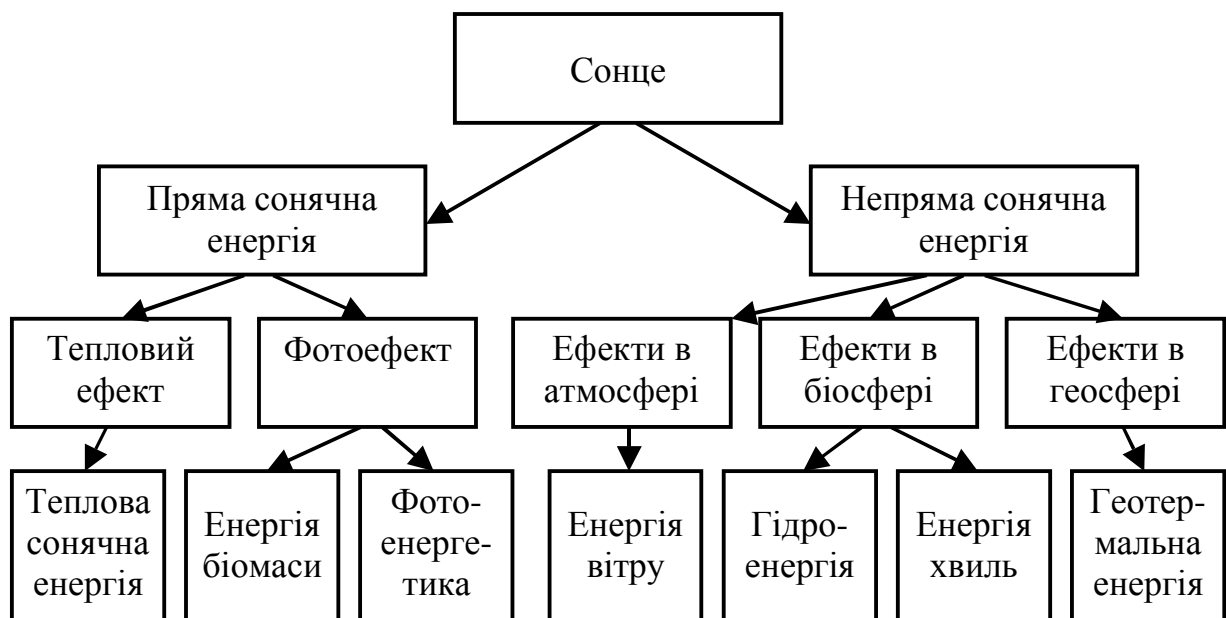 Сонце
Пряма сонячна
енергія
Непряма сонячна
енергія
Тепловий
ефект
Фотоефект
Ефекти в
атмосфері
Ефекти в
біосфері
Ефекти в
геосфері
Теплова
сонячна
енергія
Енергія
біомаси
Фото-
енерге-
тика
Енергія
вітру
Гідро-
енергія
Енергія
хвиль
Геотер-
мальна
енергія